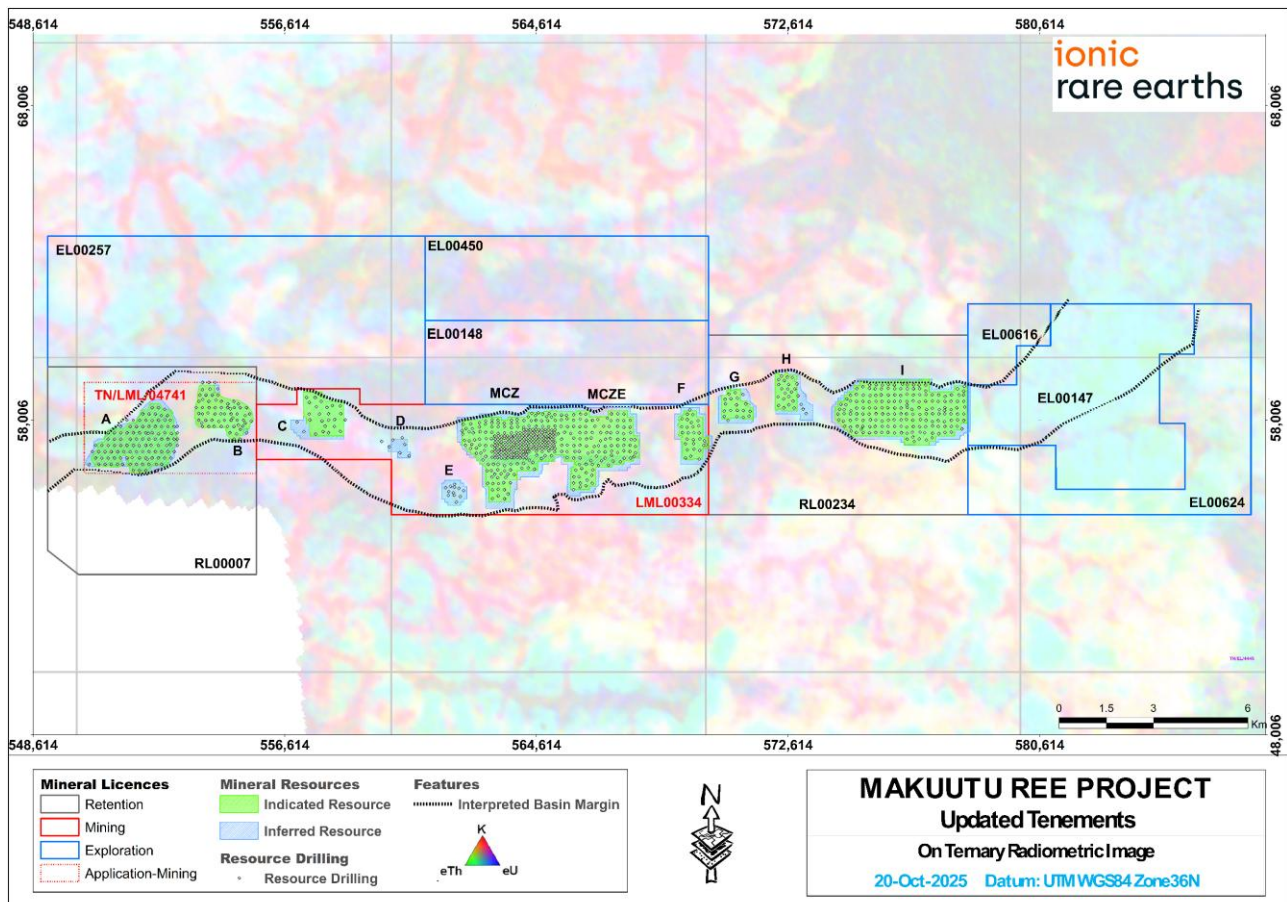 548,614
556,614
564,614
572,614
580,614
ionic
rare earths
68,006
68,006
EL00257
EL00450
EL00148
EL00616
TN/LML/04741
A
B
C
D
E
MCZ
MCZE
F
G
H
I
EL00147
58,006
58,006
LML00334
RL00234
EL00624
RL00007
0 1.5 3 6
Km
48,006
548,614
556,614
564,614
572,614
580,614
Mineral Licences
Retention
Mining
Exploration
Application-Mining
Mineral Resources
Indicated Resource
Inferred Resource
Resource Drilling
Resource Drilling
Features
Interpreted Basin Margin
K
eTh
eU
N
MAKUUTU REE PROJECT
Updated Tenements
On Ternary Radiometric Image
20-Oct-2025 Datum: UTM WGS84 Zone36N